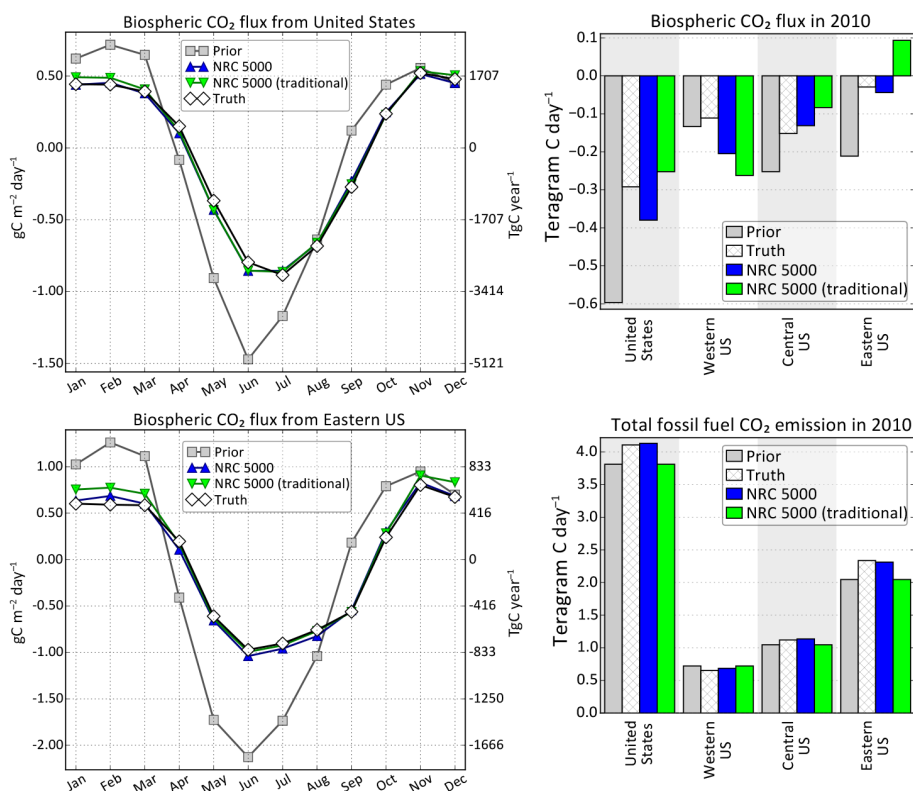 Biospheric CO₂ flux from United States
Prior
NRC 5000
NRC 5000 (traditional)
Truth
0.50
0.00
−0.50
−1.00
−1.50
gC m⁻² day⁻¹
1707
0
-1707
-3414
-5121
TgC year⁻¹
Jan Feb Mar Apr May Jun Jul Aug Sep Oct Nov Dec
Biospheric CO₂ flux in 2010
0.1
0.0
−0.1
−0.2
−0.3
−0.4
−0.5
−0.6
Teragram C day⁻¹
Prior
Truth
NRC 5000
NRC 5000 (traditional)
United States
Western US
Central US
Eastern US
Biospheric CO₂ flux from Eastern US
Prior
NRC 5000
NRC 5000 (traditional)
Truth
1.00
0.50
0.00
−0.50
−1.00
−1.50
−2.00
gC m⁻² day⁻¹
833
416
0
-416
-833
-1250
-1666
TgC year⁻¹
Jan Feb Mar Apr May Jun Jul Aug Sep Oct Nov Dec
Total fossil fuel CO₂ emission in 2010
4.0
3.5
3.0
2.5
2.0
1.5
1.0
0.5
0.0
Teragram C day⁻¹
Prior
Truth
NRC 5000
NRC 5000 (traditional)
United States
Western US
Central US
Eastern US